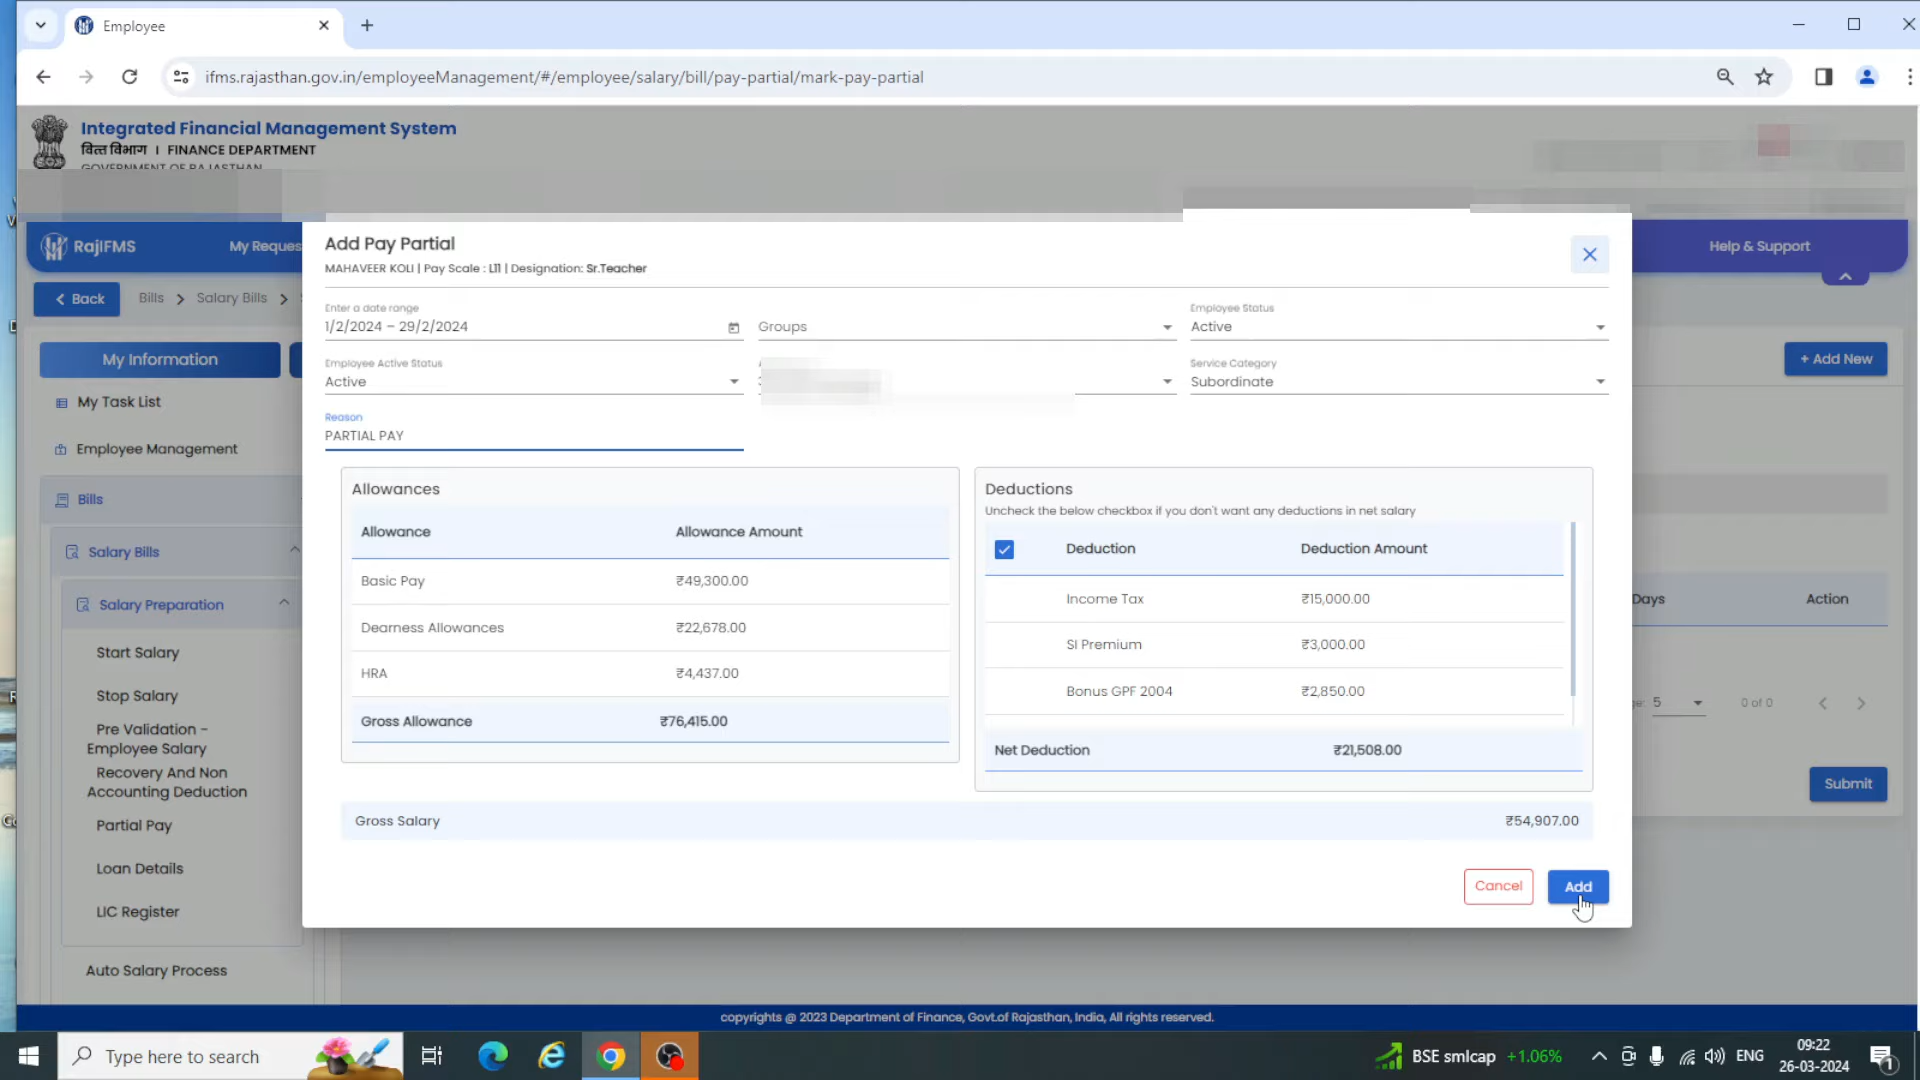 Employee
ifms.rajasthan.gov.in/employeeManagement/#/employee/salary/bill/pay-partial/mark-pay-partial
Integrated Financial Management System
वित्त विभाग I FINANCE DEPARTMENT
GOVERNMENT OF RAJASTHAN
RajIFMS
My Reques
Help & Support
Back
Bills
Salary Bills
My Information
+ Add New
My Task List
Employee Management
Bills
Salary Bills
Salary Preparation
Start Salary
Stop Salary
Pre Validation -
Employee Salary
Recovery And Non
Accounting Deduction
Partial Pay
Loan Details
LIC Register
Auto Salary Process
Add Pay Partial
MAHAVEER KOLI | Pay Scale : L11 | Designation: Sr.Teacher
Enter a date range
1/2/2024 – 29/2/2024
Groups
Employee Status
Active
Employee Active Status
Active
Service Category
Subordinate
Reason
PARTIAL PAY
Allowances
Allowance Allowance Amount
Basic Pay ₹49,300.00
Dearness Allowances ₹22,678.00
HRA ₹4,437.00
Gross Allowance ₹76,415.00
Deductions
Uncheck the below checkbox if you don't want any deductions in net salary
Deduction Deduction Amount
Income Tax ₹15,000.00
SI Premium ₹3,000.00
Bonus GPF 2004 ₹2,850.00
Net Deduction ₹21,508.00
Gross Salary ₹54,907.00
Cancel
Add
Days Action
ge: 5 0 of 0
Submit
copyrights @ 2023 Department of Finance, Govt.of Rajasthan, India, All rights reserved.
Type here to search
BSE smlcap +1.06%
ENG
09:22
26-03-2024
1